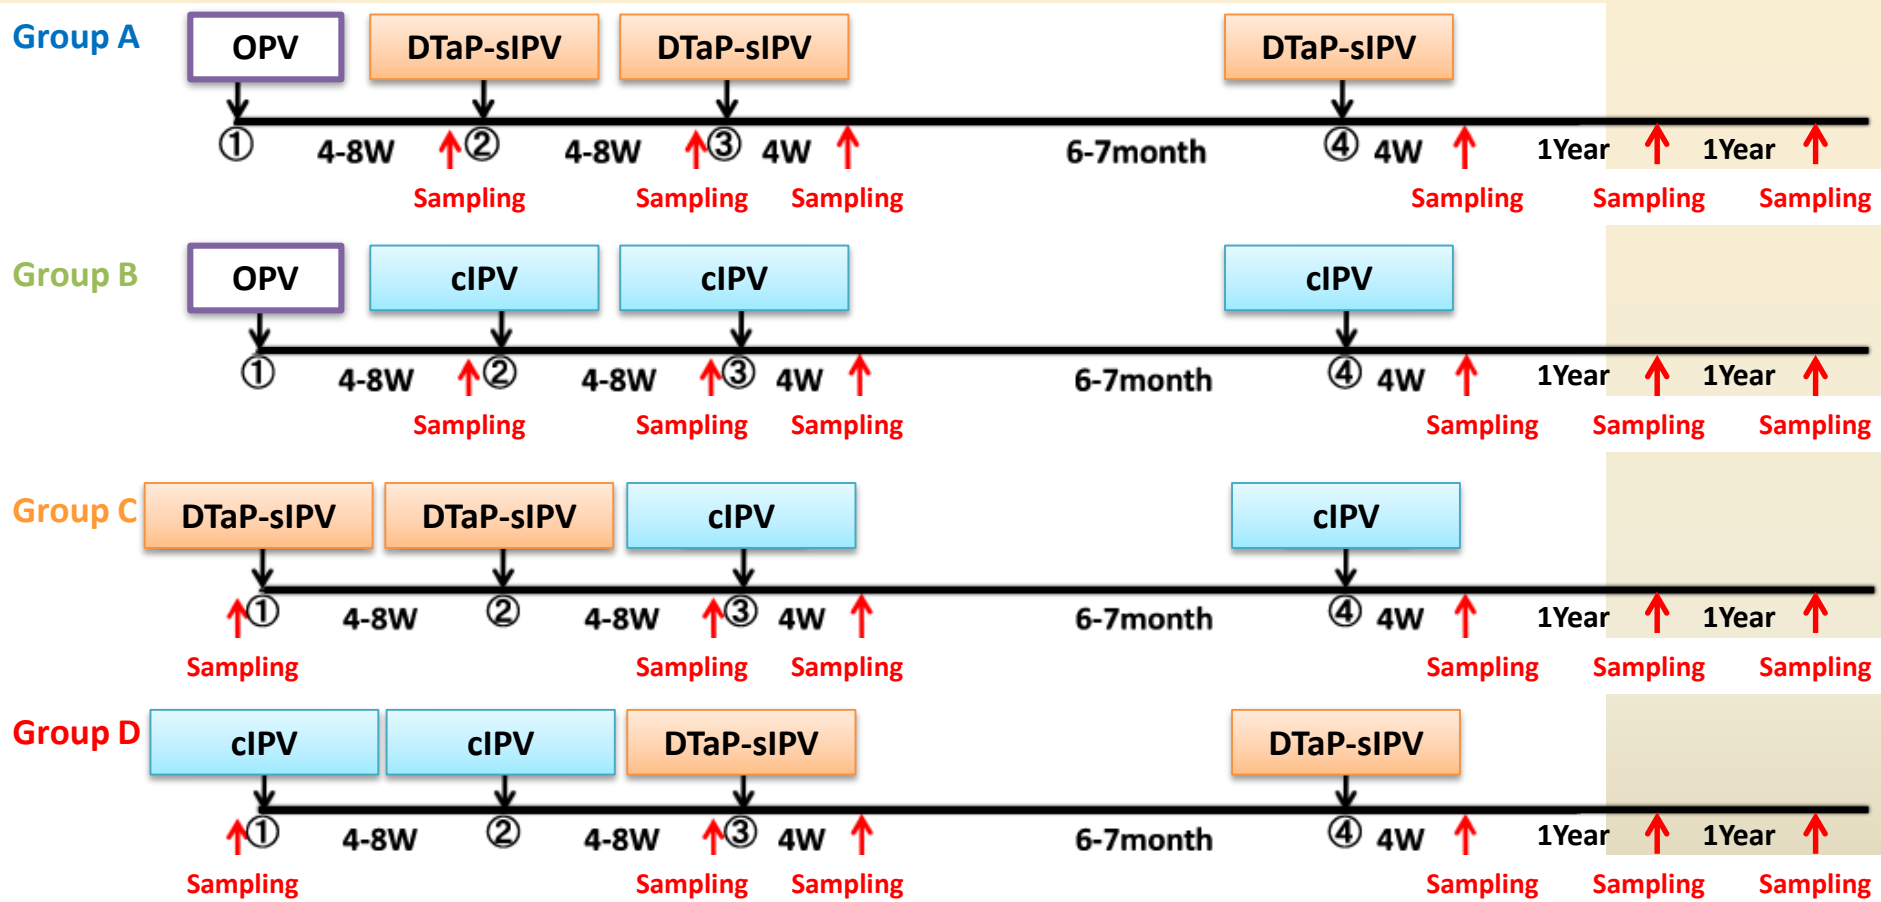 Group A OPV DTaP-sIPV DTaP-sIPV DTaP-sIPV
① 4-8W ② 4-8W ③ 4W 6-7month ④ 4W 1Year 1Year
Sampling Sampling Sampling Sampling Sampling Sampling
Group B OPV cIPV cIPV cIPV
① 4-8W ② 4-8W ③ 4W 6-7month ④ 4W 1Year 1Year
Sampling Sampling Sampling Sampling Sampling Sampling
Group C DTaP-sIPV DTaP-sIPV cIPV cIPV
① 4-8W ② 4-8W ③ 4W 6-7month ④ 4W 1Year 1Year
Sampling Sampling Sampling Sampling Sampling Sampling
Group D cIPV cIPV DTaP-sIPV DTaP-sIPV
① 4-8W ② 4-8W ③ 4W 6-7month ④ 4W 1Year 1Year
Sampling Sampling Sampling Sampling Sampling Sampling